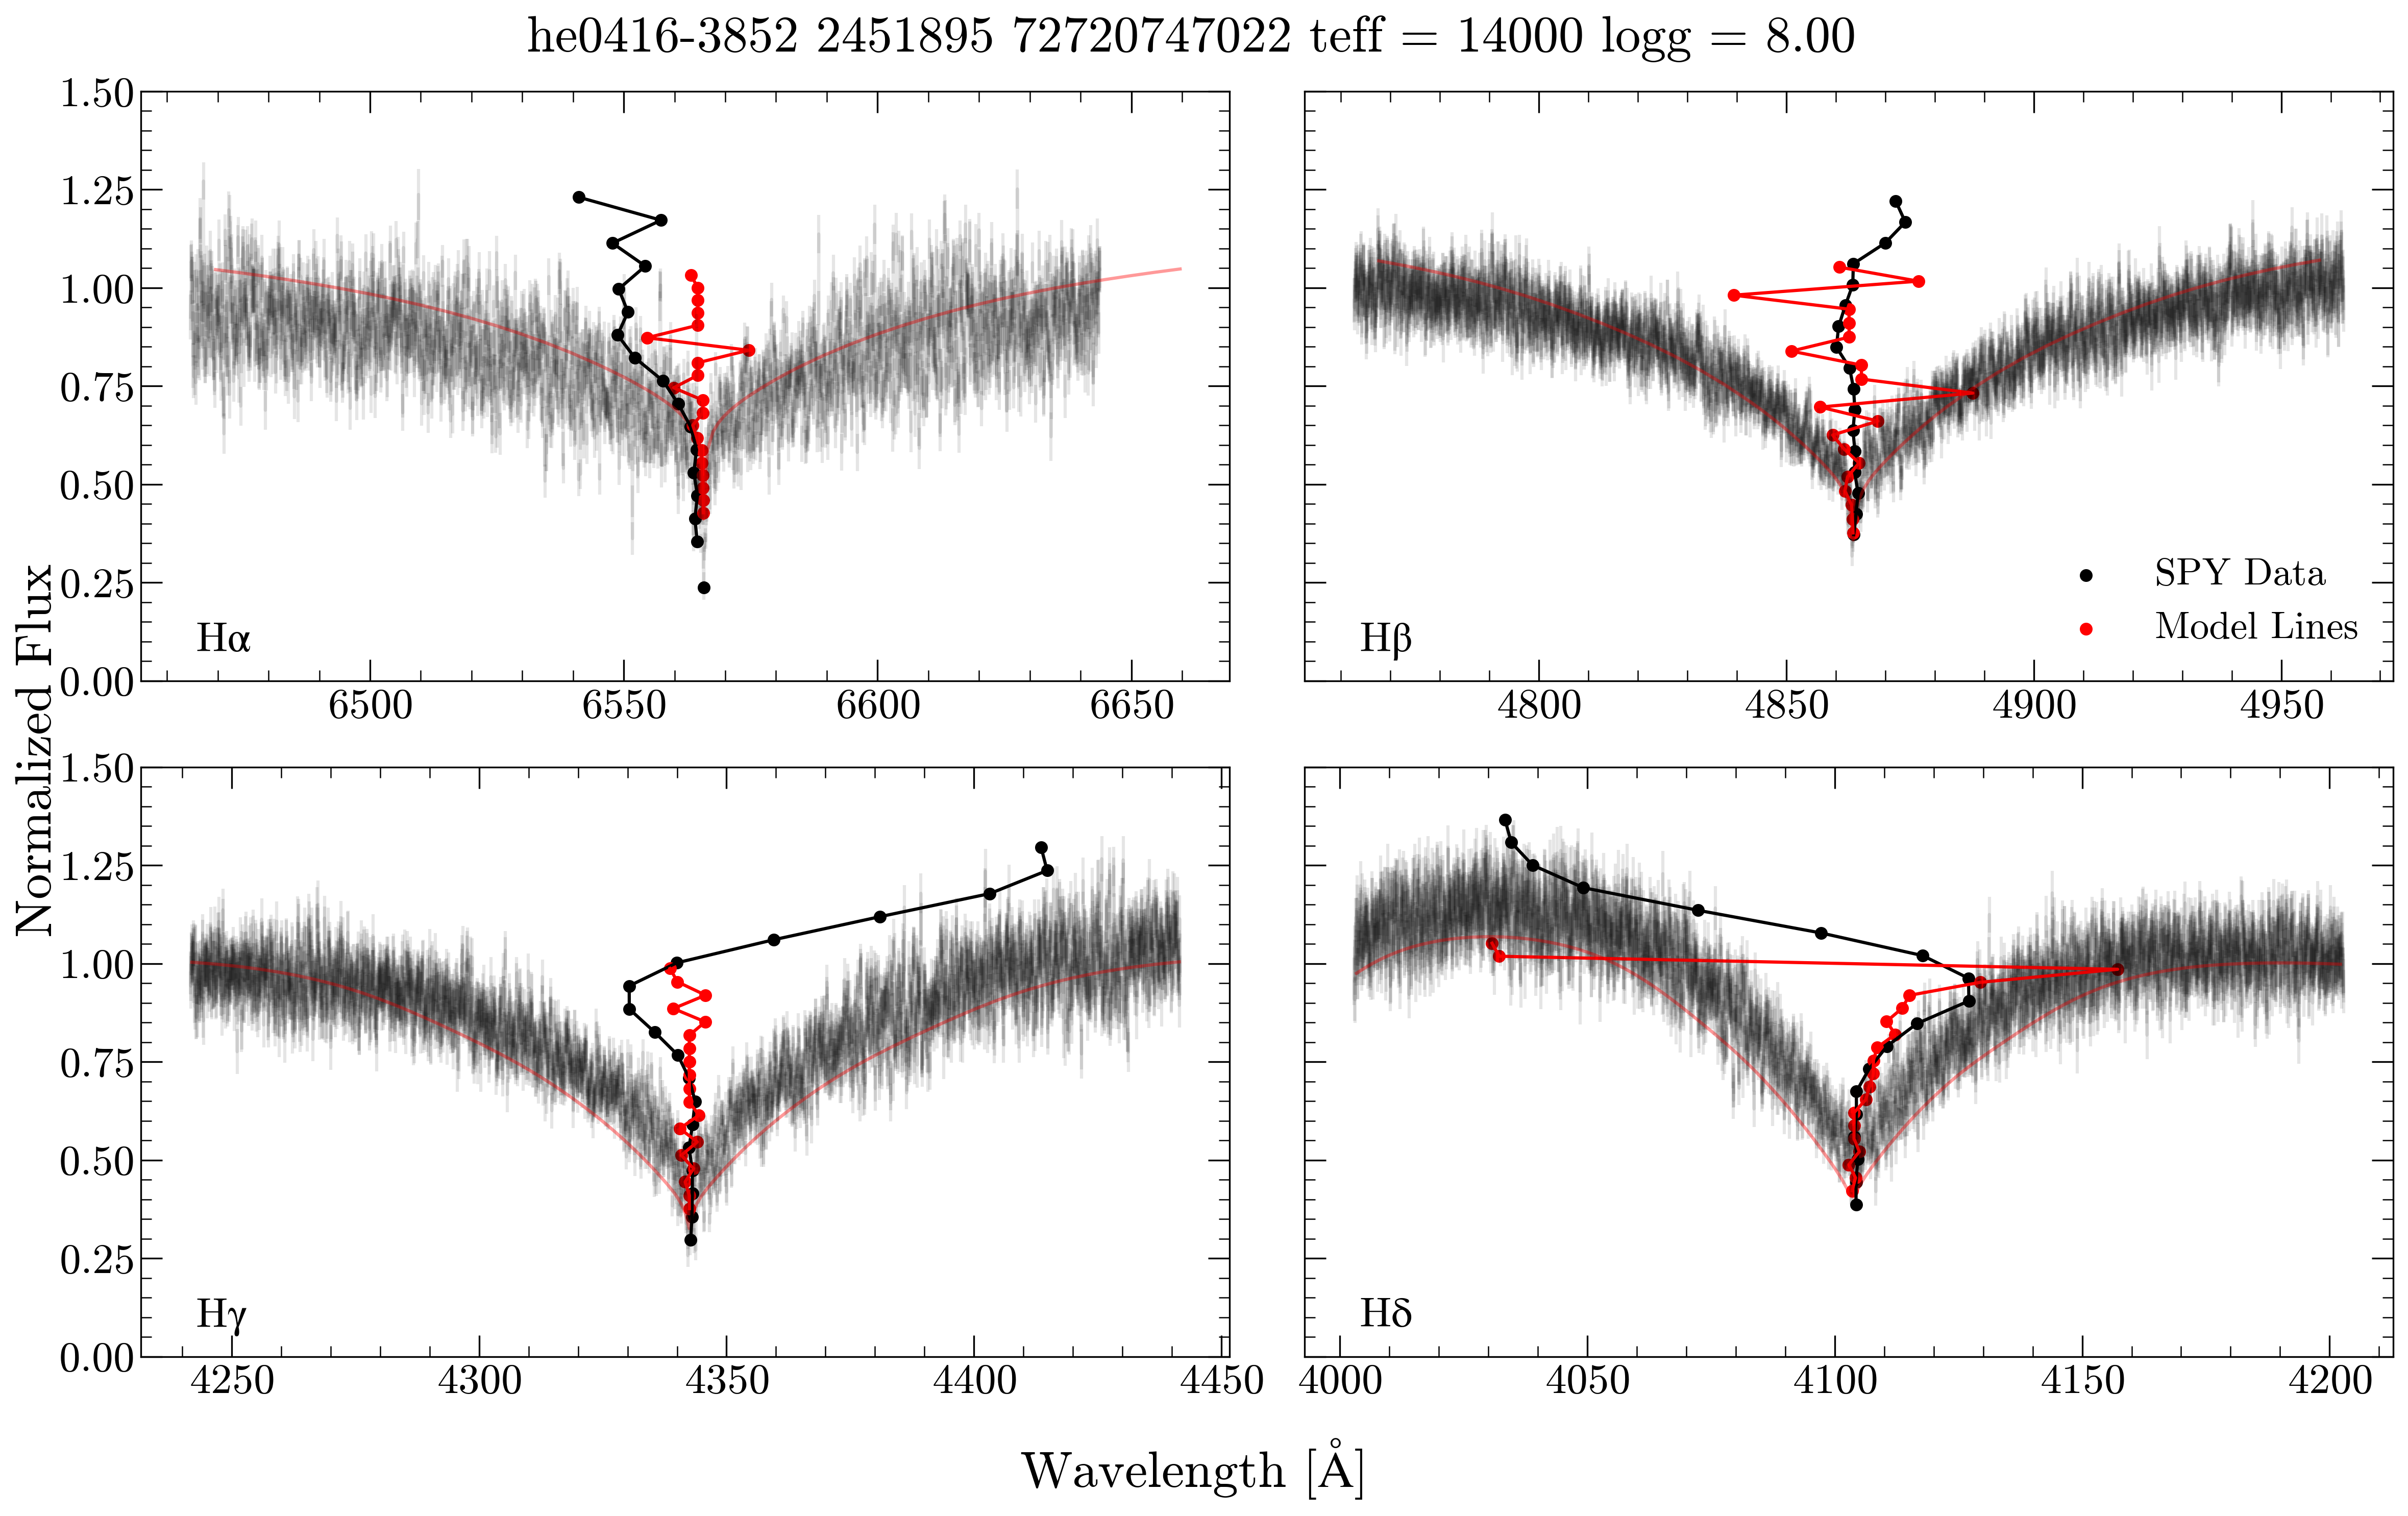 he0416-3852 2451895 72720747022 teff = 14000 logg = 8.00
Normalized Flux
1.50
1.25
1.00
0.75
0.50
0.25
0.00
Hα
6500 6550 6600 6650
Hβ
SPY Data
Model Lines
4800 4850 4900 4950
1.50
1.25
1.00
0.75
0.50
0.25
0.00
Hγ
4250 4300 4350 4400 4450
Hδ
4000 4050 4100 4150 4200
Wavelength [Å]